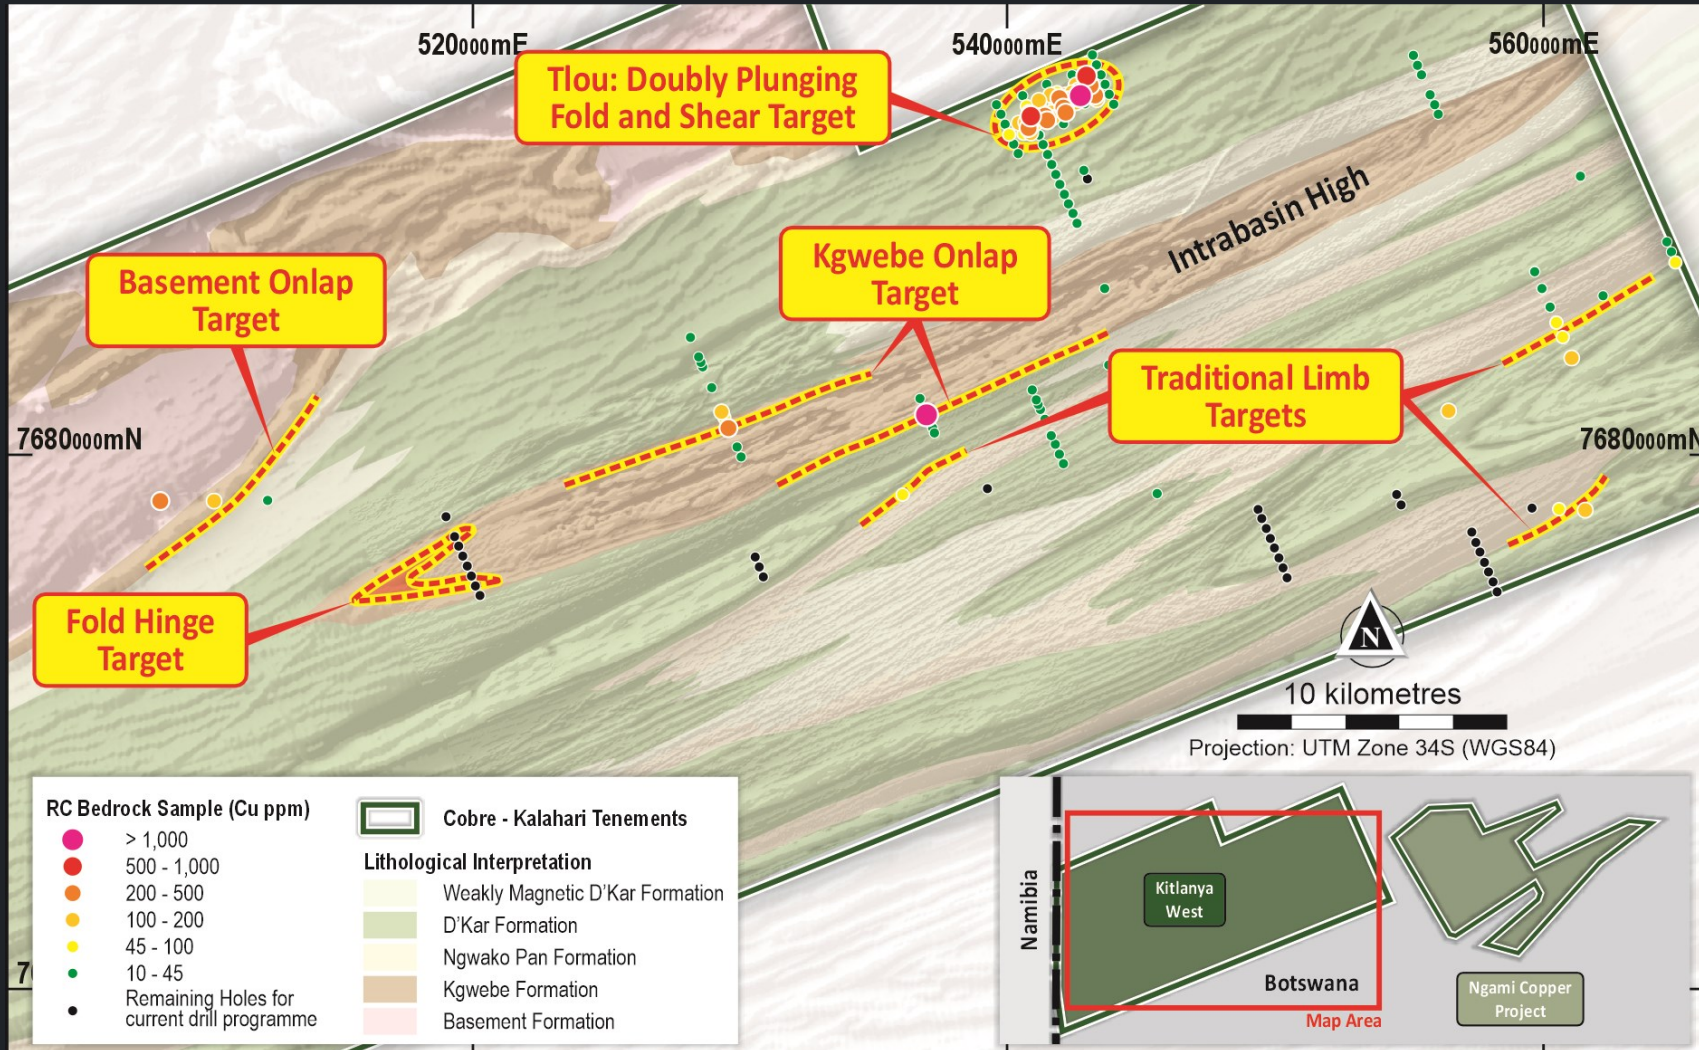 520000mE
540000mE
560000mE
Tlou: Doubly Plunging
Fold and Shear Target
Intrabasin High
Kgwebe Onlap
Target
Basement Onlap
Target
Traditional Limb
Targets
7680000mN
7680000mN
Fold Hinge
Target
N
10 kilometres
Projection: UTM Zone 34S (WGS84)
RC Bedrock Sample (Cu ppm)
> 1,000
500 - 1,000
200 - 500
100 - 200
45 - 100
10 - 45
Remaining Holes for
current drill programme
Cobre - Kalahari Tenements
Lithological Interpretation
Weakly Magnetic D'Kar Formation
D'Kar Formation
Ngwako Pan Formation
Kgwebe Formation
Basement Formation
Namibia
Kitlanya
West
Botswana
Map Area
Ngami Copper
Project